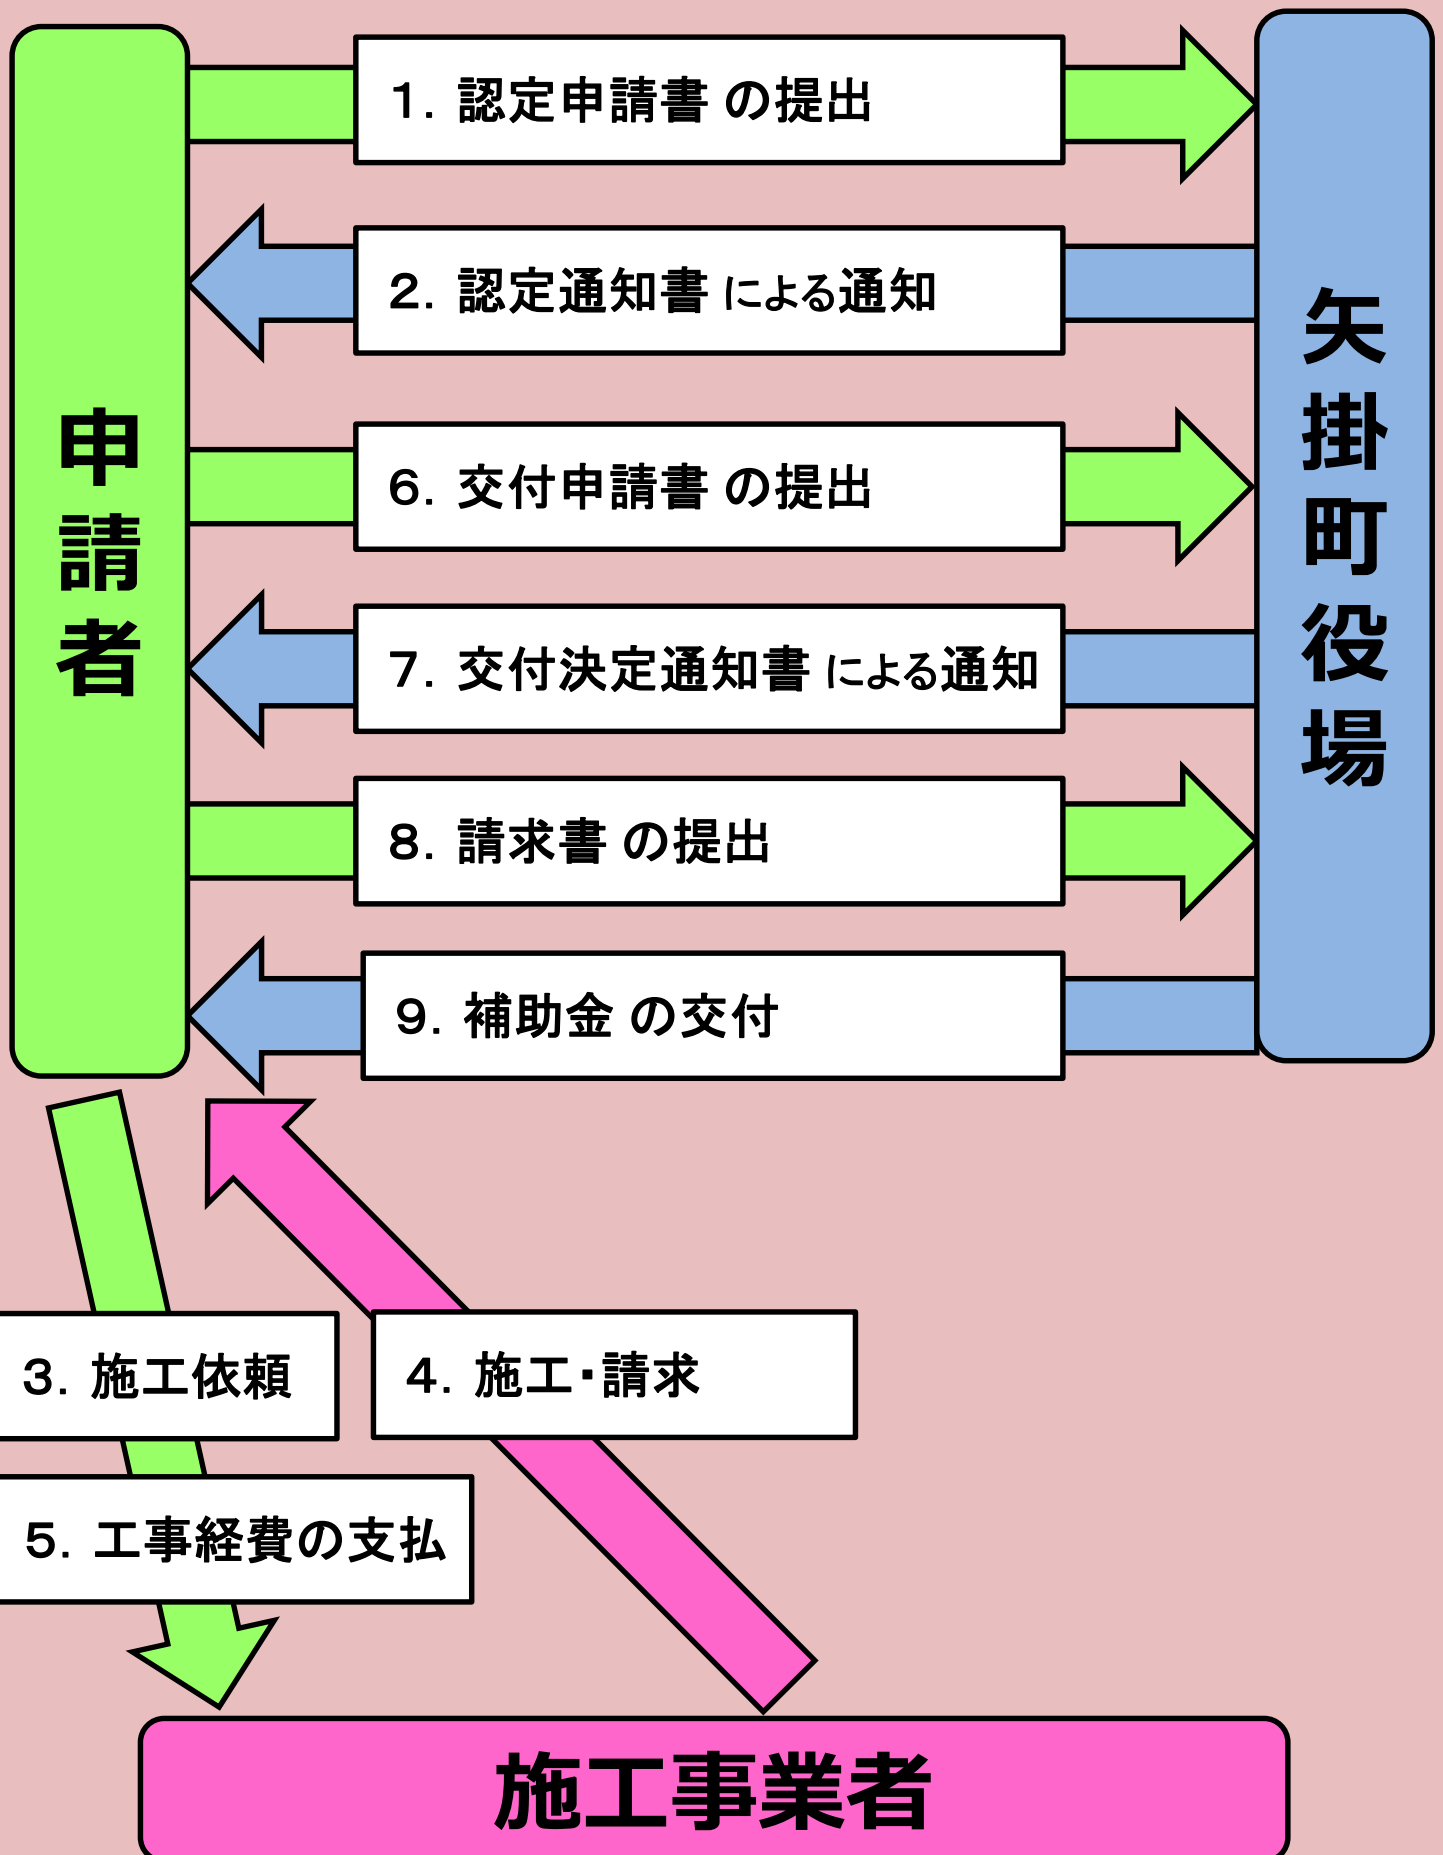 申請者
矢掛町役場
1. 認定申請書 の提出
2. 認定通知書 による通知
6. 交付申請書 の提出
7. 交付決定通知書 による通知
8. 請求書 の提出
9. 補助金 の交付
3. 施工依頼
4. 施工・請求
5. 工事経費の支払
施工事業者